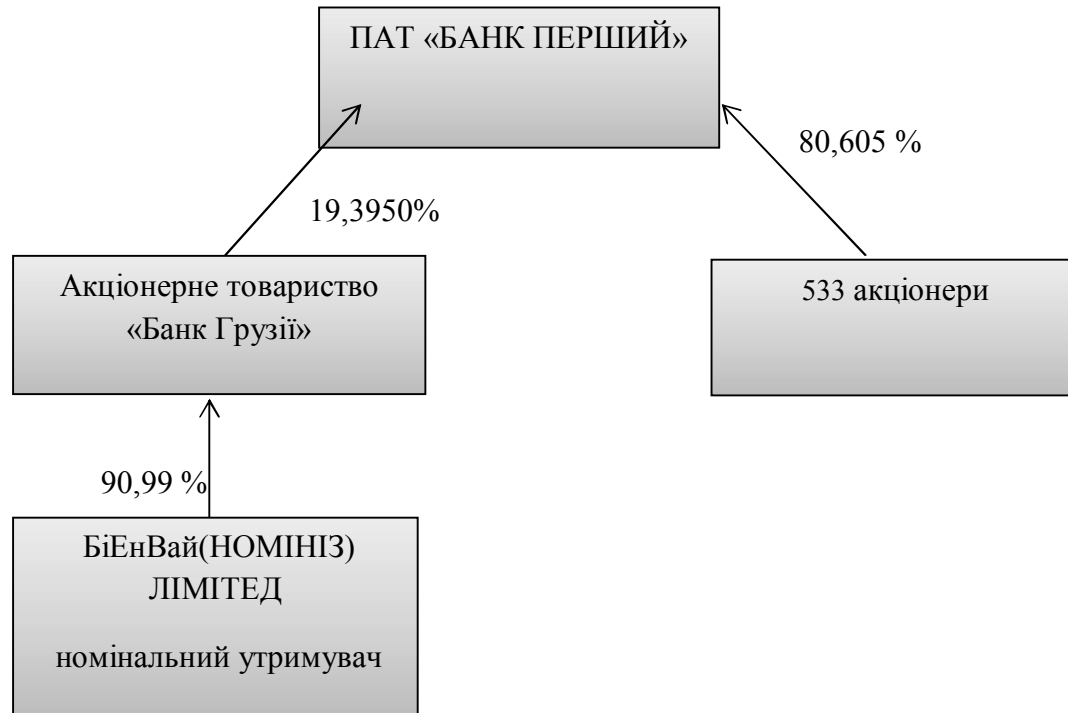 ПАТ «БАНК ПЕРШИЙ»
80,605 %
19,3950%
Акціонерне товариство
«Банк Грузії»
533 акціонери
90,99 %
БіЕнВай(НОМІНІЗ)
ЛІМІТЕД
номінальний утримувач